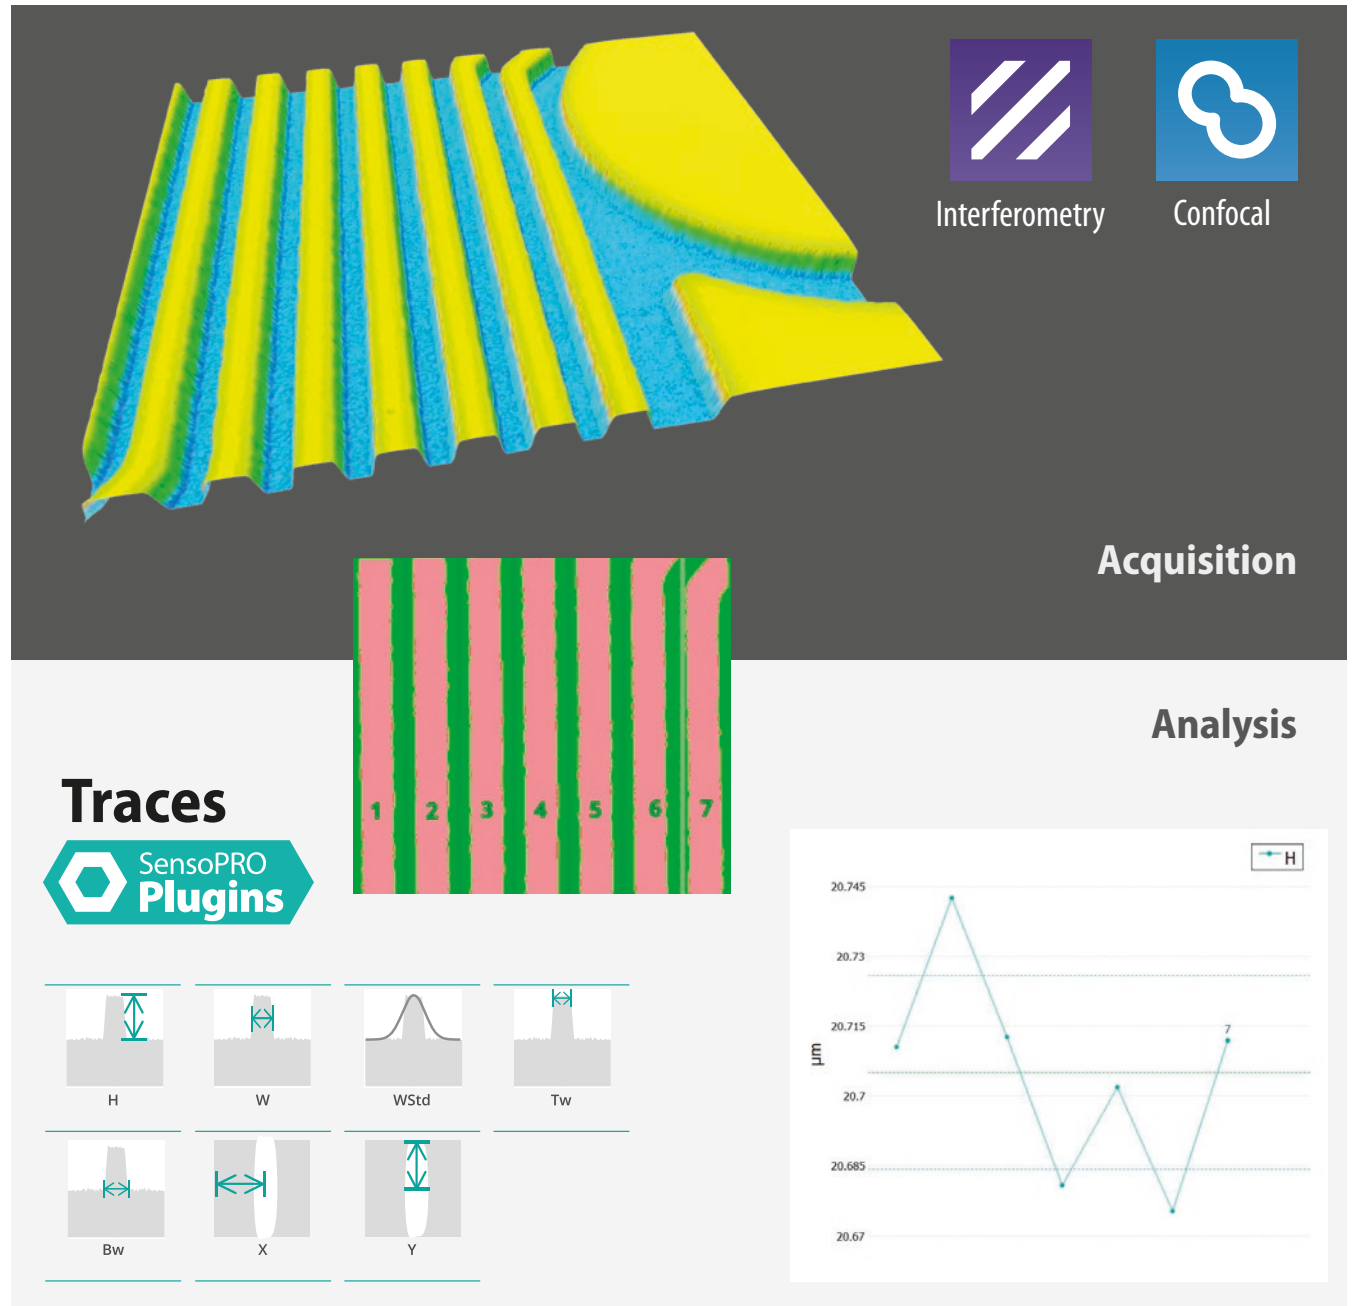 Interferometry
Confocal
Acquisition
Analysis
1 2 3 4 5 6 7
Traces
SensoPRO
Plugins
H
20.745
20.73
20.715
20.7
20.685
20.67
µm
7
H
W
WStd
Tw
Bw
X
Y